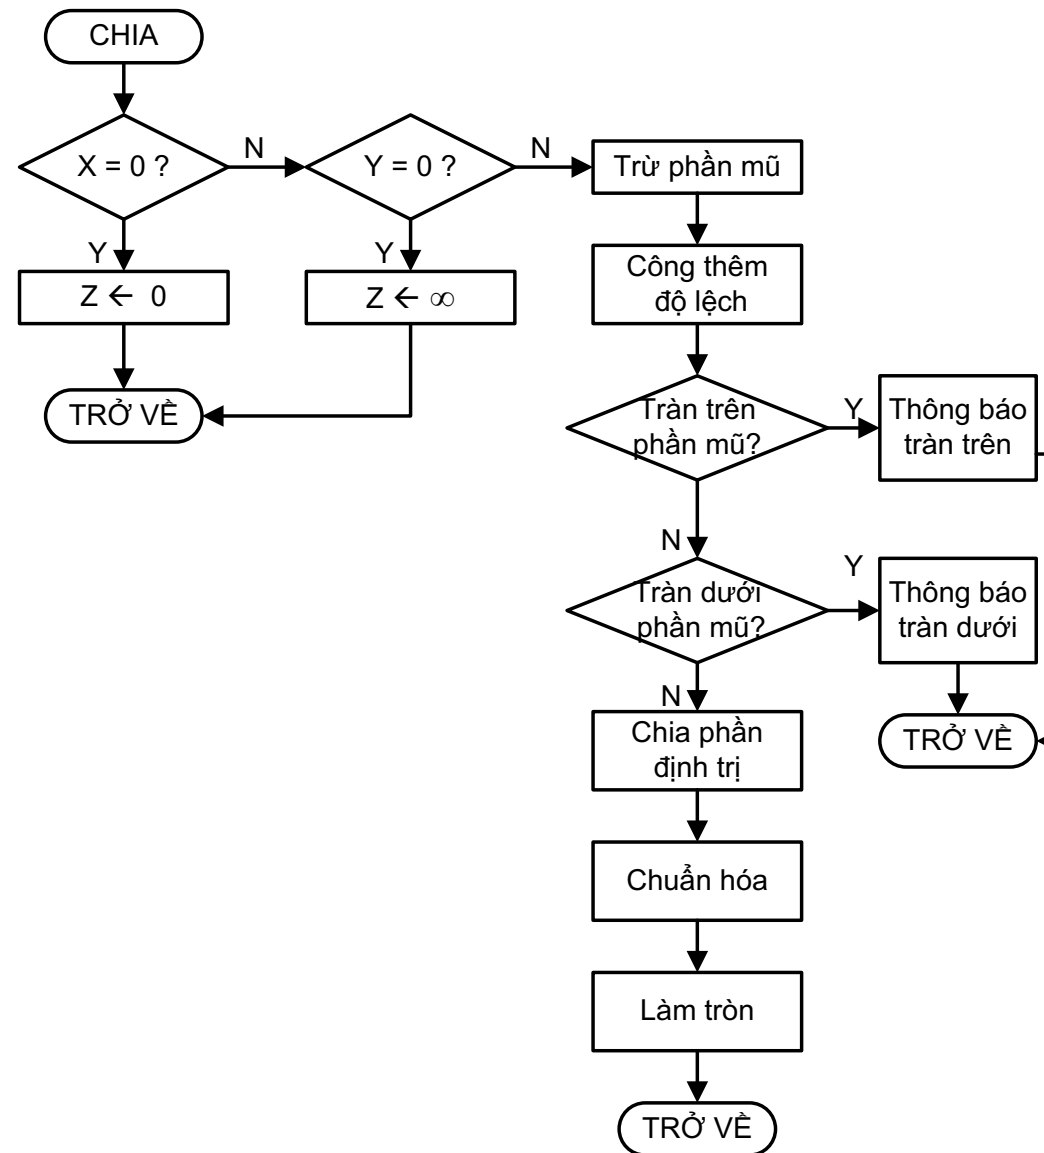 CHIA
X = 0 ?
N
Y = 0 ?
N
Trừ phần mũ
Y
Y
Z ← 0
Z ← ∞
Công thêm
độ lệch
TRỞ VỀ
Tràn trên
phần mũ?
Y
Thông báo
tràn trên
N
Tràn dưới
phần mũ?
Y
Thông báo
tràn dưới
N
Chia phần
định trị
TRỞ VỀ
Chuẩn hóa
Làm tròn
TRỞ VỀ